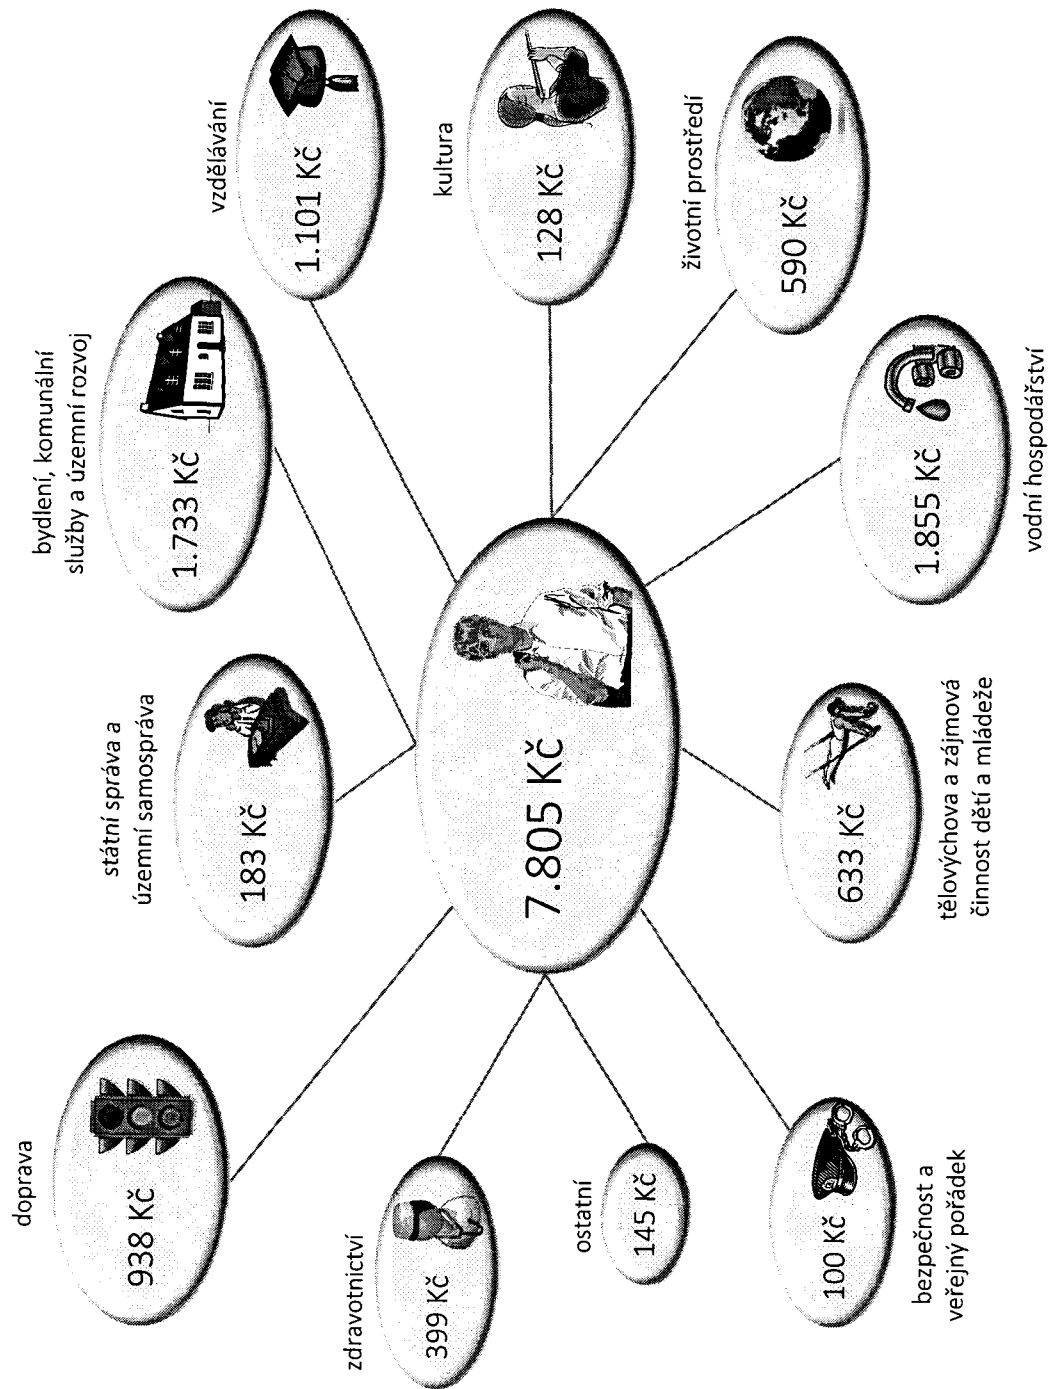 doprava
938 Kč
bydlení, komunální
služby a územní rozvoj
1.733 Kč
státní správa a
územní samospráva
183 Kč
vzdělávání
1.101 Kč
zdravotnictví
399 Kč
7.805 Kč
kultura
128 Kč
ostatní
145 Kč
životní prostředí
590 Kč
100 Kč
bezpečnost a
veřejný pořádek
633 Kč
tělovýchova a zájmová
činnost dětí a mládeže
1.855 Kč
vodní hospodářství